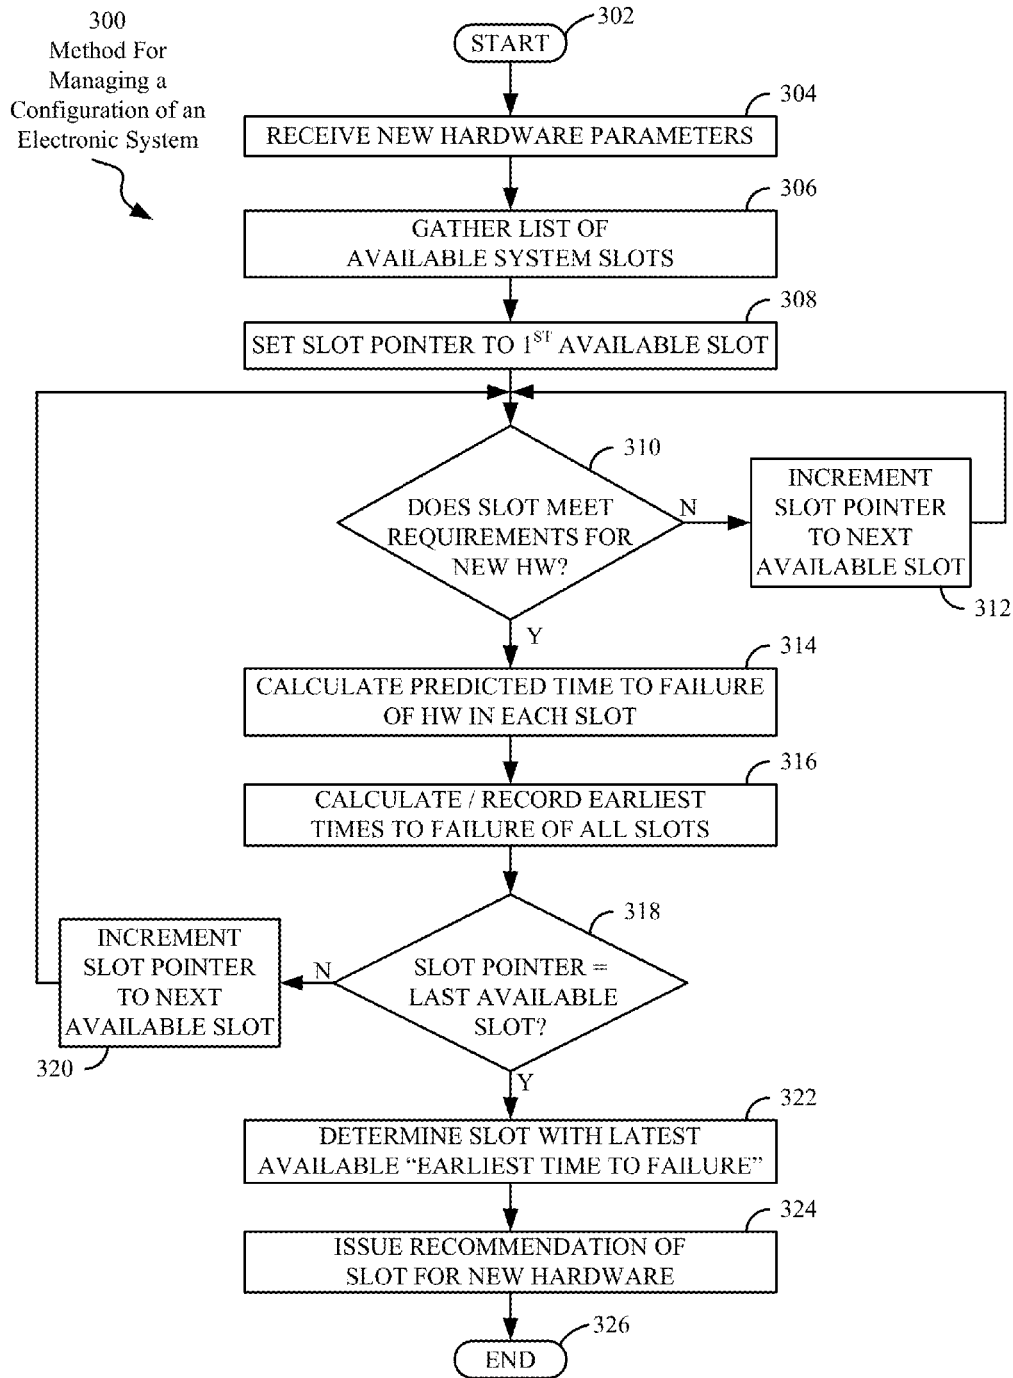 300
Method For
Managing a
Configuration of an
Electronic System
302
START
304
RECEIVE NEW HARDWARE PARAMETERS
306
GATHER LIST OF
AVAILABLE SYSTEM SLOTS
308
SET SLOT POINTER TO 1ST AVAILABLE SLOT
310
DOES SLOT MEET
REQUIREMENTS FOR
NEW HW?
N
INCREMENT
SLOT POINTER
TO NEXT
AVAILABLE SLOT
312
Y
314
CALCULATE PREDICTED TIME TO FAILURE
OF HW IN EACH SLOT
316
CALCULATE / RECORD EARLIEST
TIMES TO FAILURE OF ALL SLOTS
318
SLOT POINTER =
LAST AVAILABLE
SLOT?
N
INCREMENT
SLOT POINTER
TO NEXT
AVAILABLE SLOT
320
Y
322
DETERMINE SLOT WITH LATEST
AVAILABLE “EARLIEST TIME TO FAILURE”
324
ISSUE RECOMMENDATION OF
SLOT FOR NEW HARDWARE
326
END